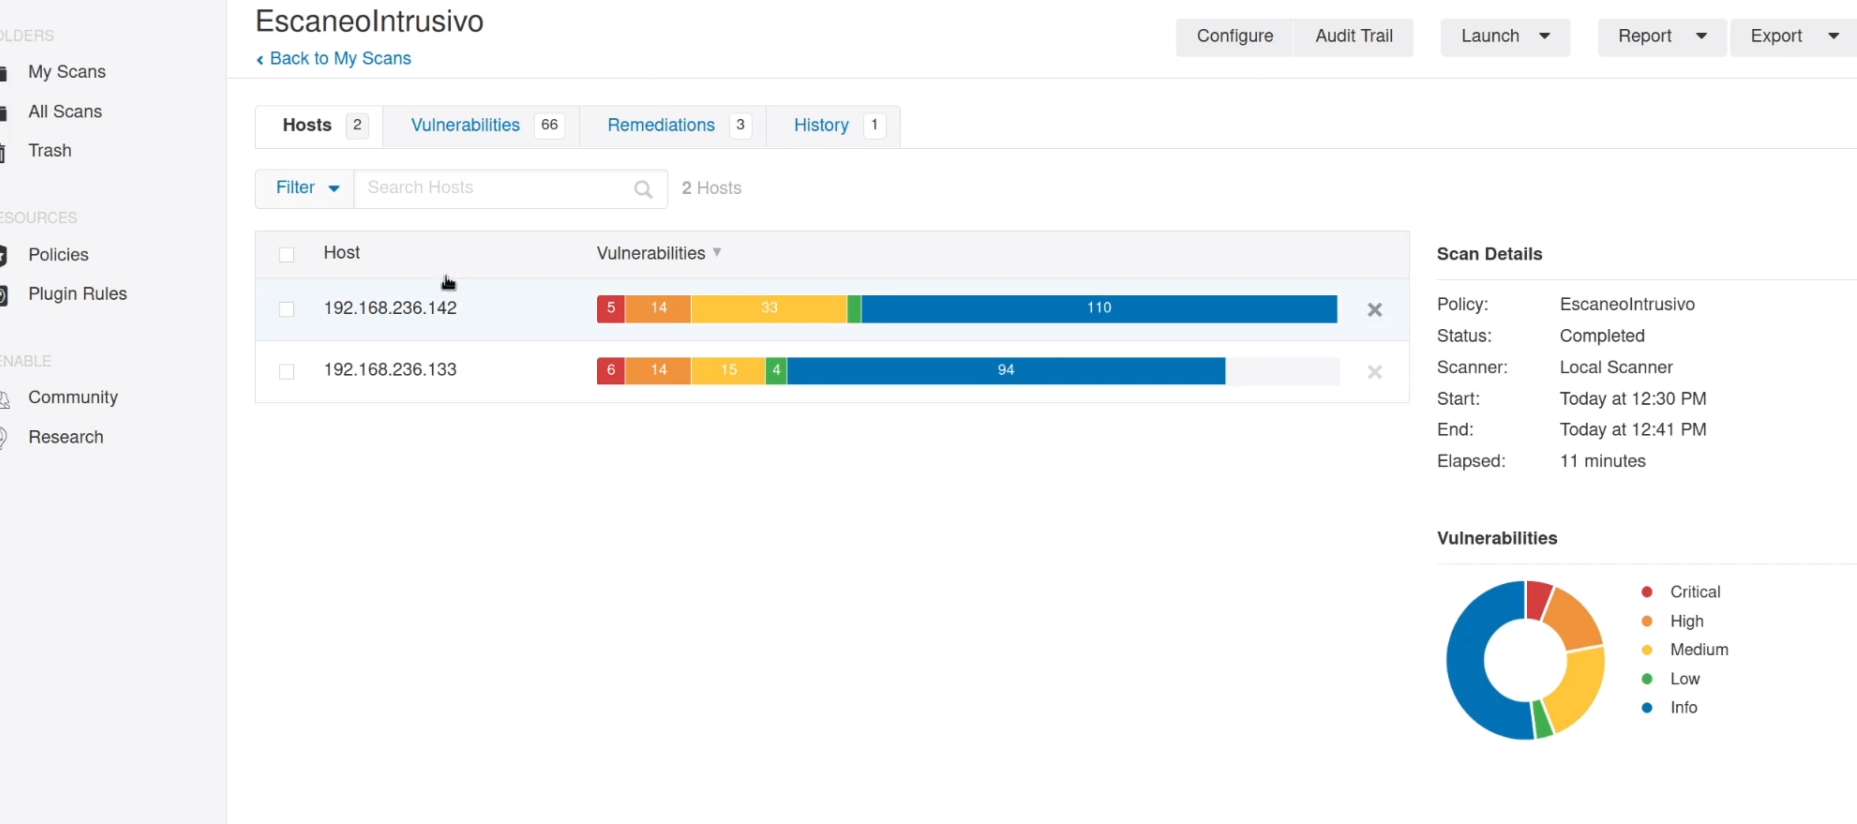 EscaneoIntrusivo
Back to My Scans
Configure Audit Trail Launch Report Export
OLDERS
My Scans
All Scans
Trash
ESOURCES
Policies
Plugin Rules
ENABLE
Community
Research
Hosts 2 Vulnerabilities 66 Remediations 3 History 1
Filter Search Hosts 2 Hosts
Host Vulnerabilities
192.168.236.142 5 14 33 110
192.168.236.133 6 14 15 4 94
Scan Details
Policy: EscaneoIntrusivo
Status: Completed
Scanner: Local Scanner
Start: Today at 12:30 PM
End: Today at 12:41 PM
Elapsed: 11 minutes
Vulnerabilities
Critical
High
Medium
Low
Info